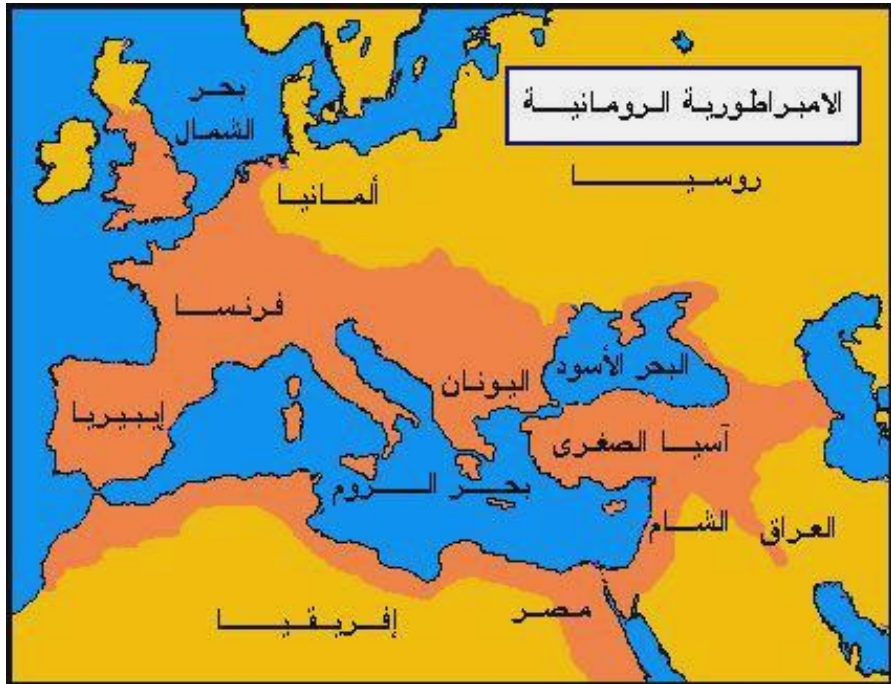 الامبراطورية الرومانية
بحر
الشمال
روسيا
ألمانيا
فرنسا
البحر الأسود
اليونان
إيبيريا
آسيا الصغرى
بحر الروم
الشام
العراق
مصر
إفريقيا